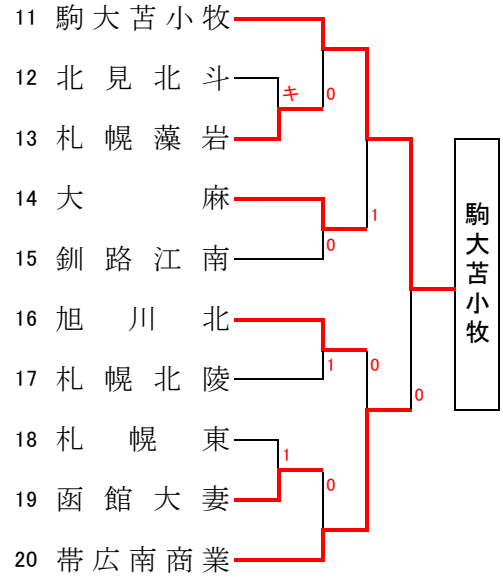 11 駒大苫小牧
12 北見北斗
キ
0
13 札幌藻岩
14 大麻
1
0
15 釧路江南
16 旭川北
1
0
17 札幌北陵
0
18 札幌東
1
0
19 函館大妻
20 帯広南商業
駒大苫小牧